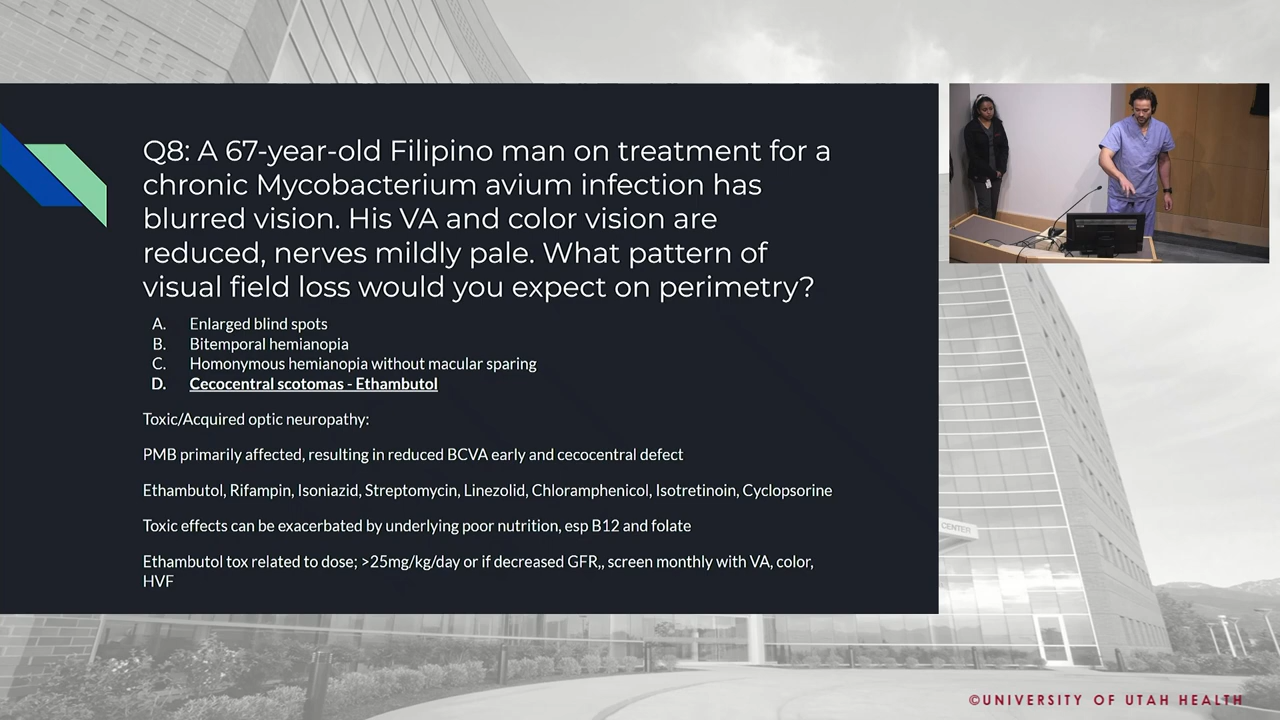 Q8: A 67-year-old Filipino man on treatment for a
chronic Mycobacterium avium infection has
blurred vision. His VA and color vision are
reduced, nerves mildly pale. What pattern of
visual field loss would you expect on perimetry?
A. Enlarged blind spots
B. Bitemporal hemianopia
C. Homonymous hemianopia without macular sparing
D. Cecocentral scotomas - Ethambutol
Toxic/Acquired optic neuropathy:
PMB primarily affected, resulting in reduced BCVA early and cecocentral defect
Ethambutol, Rifampin, Isoniazid, Streptomycin, Linezolid, Chloramphenicol, Isotretinoin, Cyclopsorine
Toxic effects can be exacerbated by underlying poor nutrition, esp B12 and folate
Ethambutol tox related to dose; >25mg/kg/day or if decreased GFR,, screen monthly with VA, color,
HVF
CENTER
©UNIVERSITY OF UTAH HEALTH